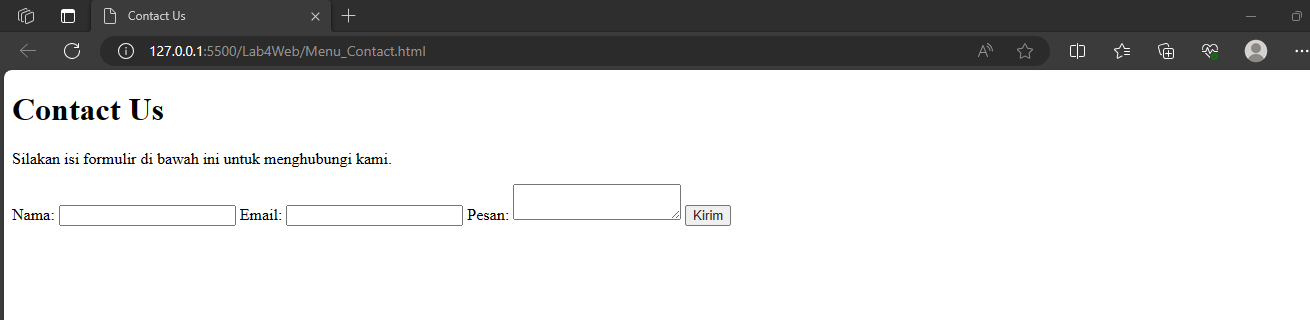 Contact Us
127.0.0.1:5500/Lab4Web/Menu_Contact.html
Contact Us
Silakan isi formulir di bawah ini untuk menghubungi kami.
Nama: Email: Pesan: Kirim